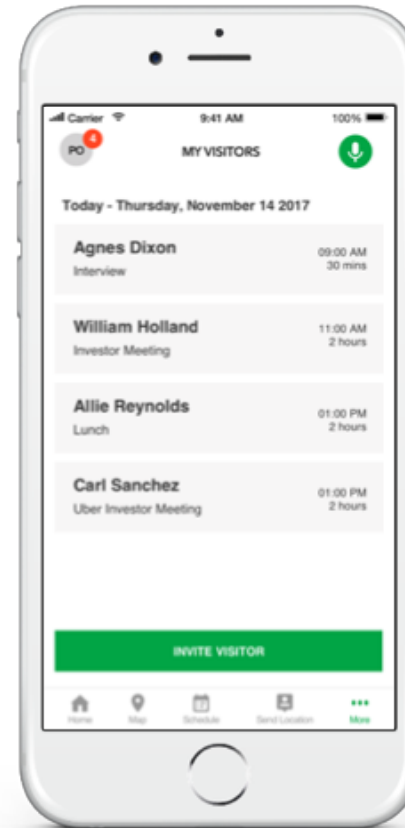 Carrier 9:41 AM 100%
PO 4 MY VISITORS
Today - Thursday, November 14 2017
Agnes Dixon 09:00 AM
Interview 30 mins
William Holland 11:00 AM
Investor Meeting 2 hours
Allie Reynolds 01:00 PM
Lunch 2 hours
Carl Sanchez 01:00 PM
Uber Investor Meeting 2 hours
INVITE VISITOR
Home Map Schedule Send Location More